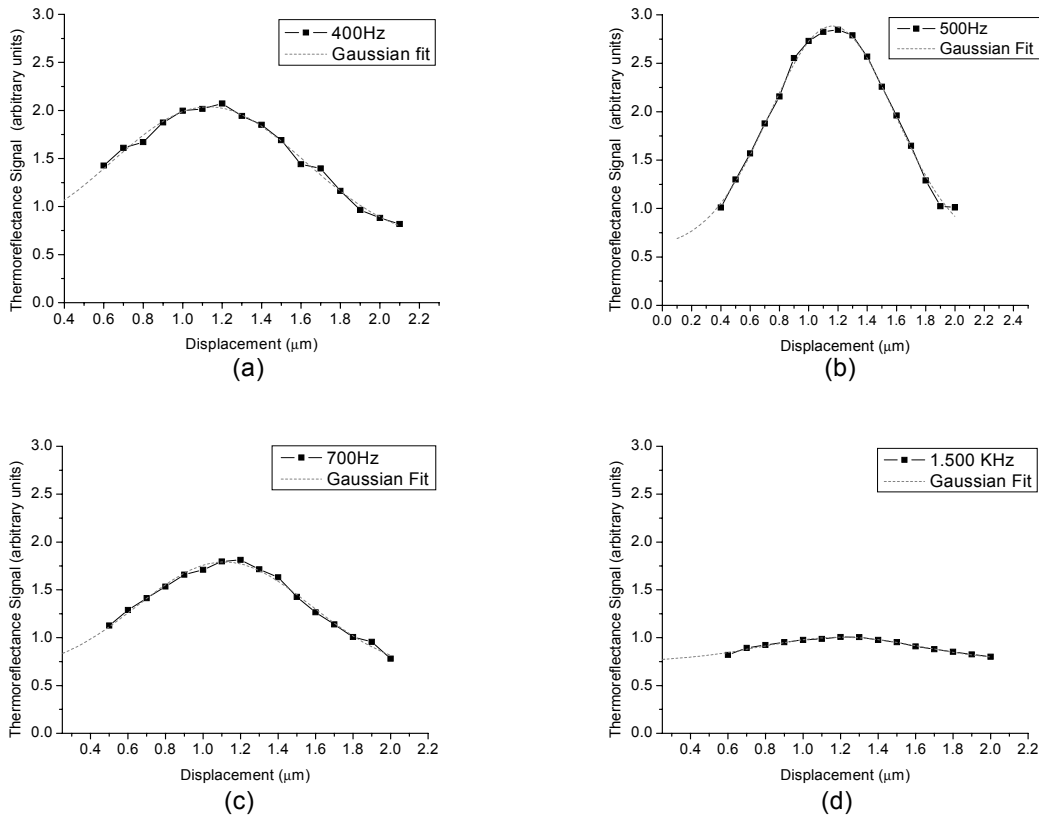 3.0
2.5
2.0
1.5
1.0
0.5
0.0
Thermoreflectance Signal (arbitrary units)
400Hz
Gaussian fit
0.4 0.6 0.8 1.0 1.2 1.4 1.6 1.8 2.0 2.2
Displacement (μm)
(a)
3.0
2.5
2.0
1.5
1.0
0.5
0.0
Thermoreflectance Signal (arbitrary units)
500Hz
Gaussian Fit
0.0 0.2 0.4 0.6 0.8 1.0 1.2 1.4 1.6 1.8 2.0 2.2 2.4
Displacement (μm)
(b)
3.0
2.5
2.0
1.5
1.0
0.5
0.0
Thermoreflectance Signal (arbitrary units)
700Hz
Gaussian Fit
0.4 0.6 0.8 1.0 1.2 1.4 1.6 1.8 2.0 2.2
Displacement (μm)
(c)
3.0
2.5
2.0
1.5
1.0
0.5
0.0
Thermoreflectance Signal (arbitrary units)
1.500 KHz
Gaussian Fit
0.4 0.6 0.8 1.0 1.2 1.4 1.6 1.8 2.0 2.2
Displacement (μm)
(d)